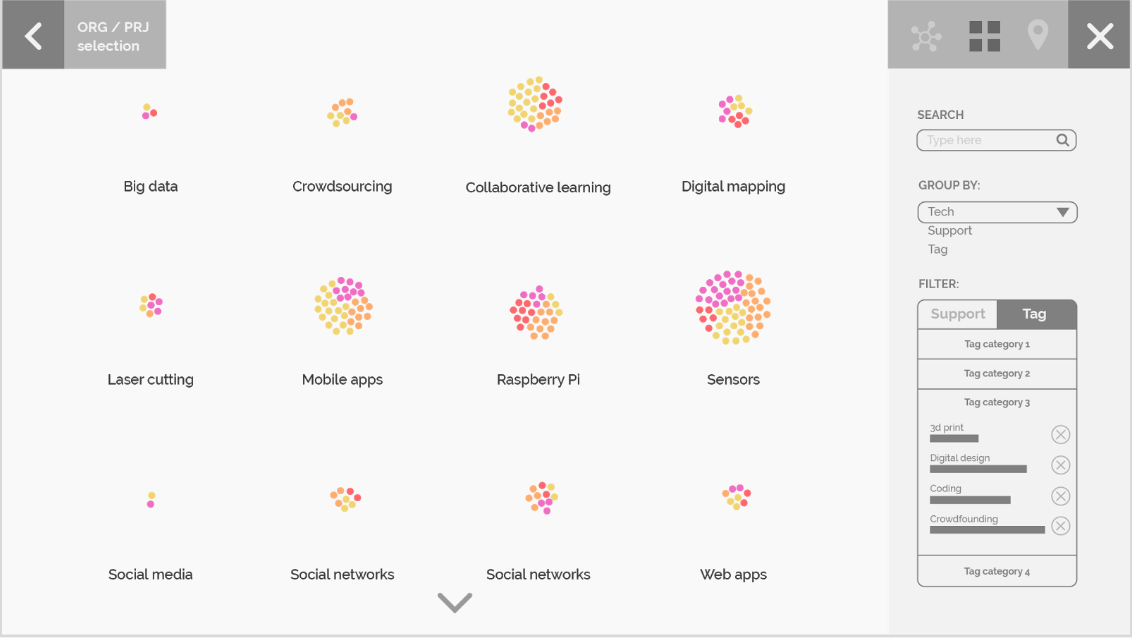 ORG / PRJ
selection
Big data
Crowdsourcing
Collaborative learning
Digital mapping
Laser cutting
Mobile apps
Raspberry Pi
Sensors
Social media
Social networks
Social networks
Web apps
SEARCH
Type here
GROUP BY:
Tech
Support
Tag
FILTER:
Support
Tag
Tag category 1
Tag category 2
Tag category 3
3d print
Digital design
Coding
Crowdfounding
Tag category 4